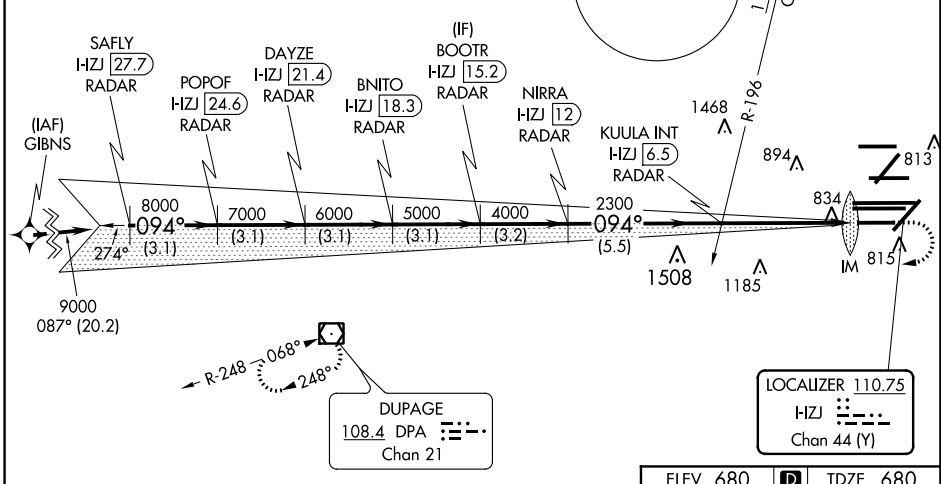 SAFLY
I-IZJ 27.7
RADAR
POPOF
I-IZJ 24.6
RADAR
DAYZE
I-IZJ 21.4
RADAR
BNITO
I-IZJ 18.3
RADAR
(IF)
BOOTR
I-IZJ 15.2
RADAR
NIRRA
I-IZJ 12
RADAR
KUULA INT
I-IZJ 6.5
RADAR
(IAF)
GIBNS
R-196
1468
894
813
834
815
IM
1508
1185
8000
7000
6000
5000
4000
2300
094°
094°
(3.1)
(3.1)
(3.1)
(3.1)
(3.2)
(5.5)
274°
9000
087° (20.2)
R-248
068°
248°
DUPAGE
108.4 DPA
Chan 21
LOCALIZER 110.75
I-IZJ
Chan 44 (Y)
ELEV 680 D TDZE 680